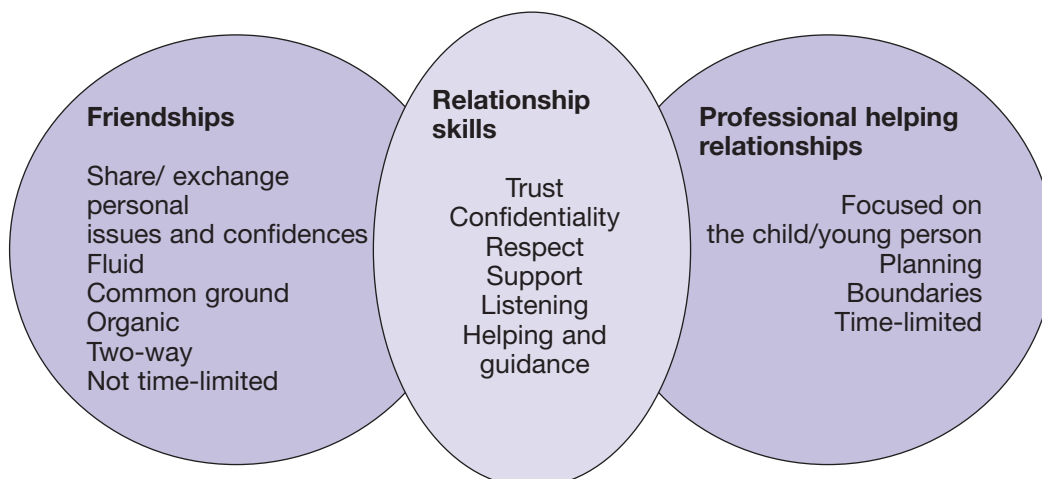 Friendships
Share/ exchange
personal
issues and confidences
Fluid
Common ground
Organic
Two-way
Not time-limited
Relationship
skills
Trust
Confidentiality
Respect
Support
Listening
Helping and
guidance
Professional helping
relationships
Focused on
the child/young person
Planning
Boundaries
Time-limited